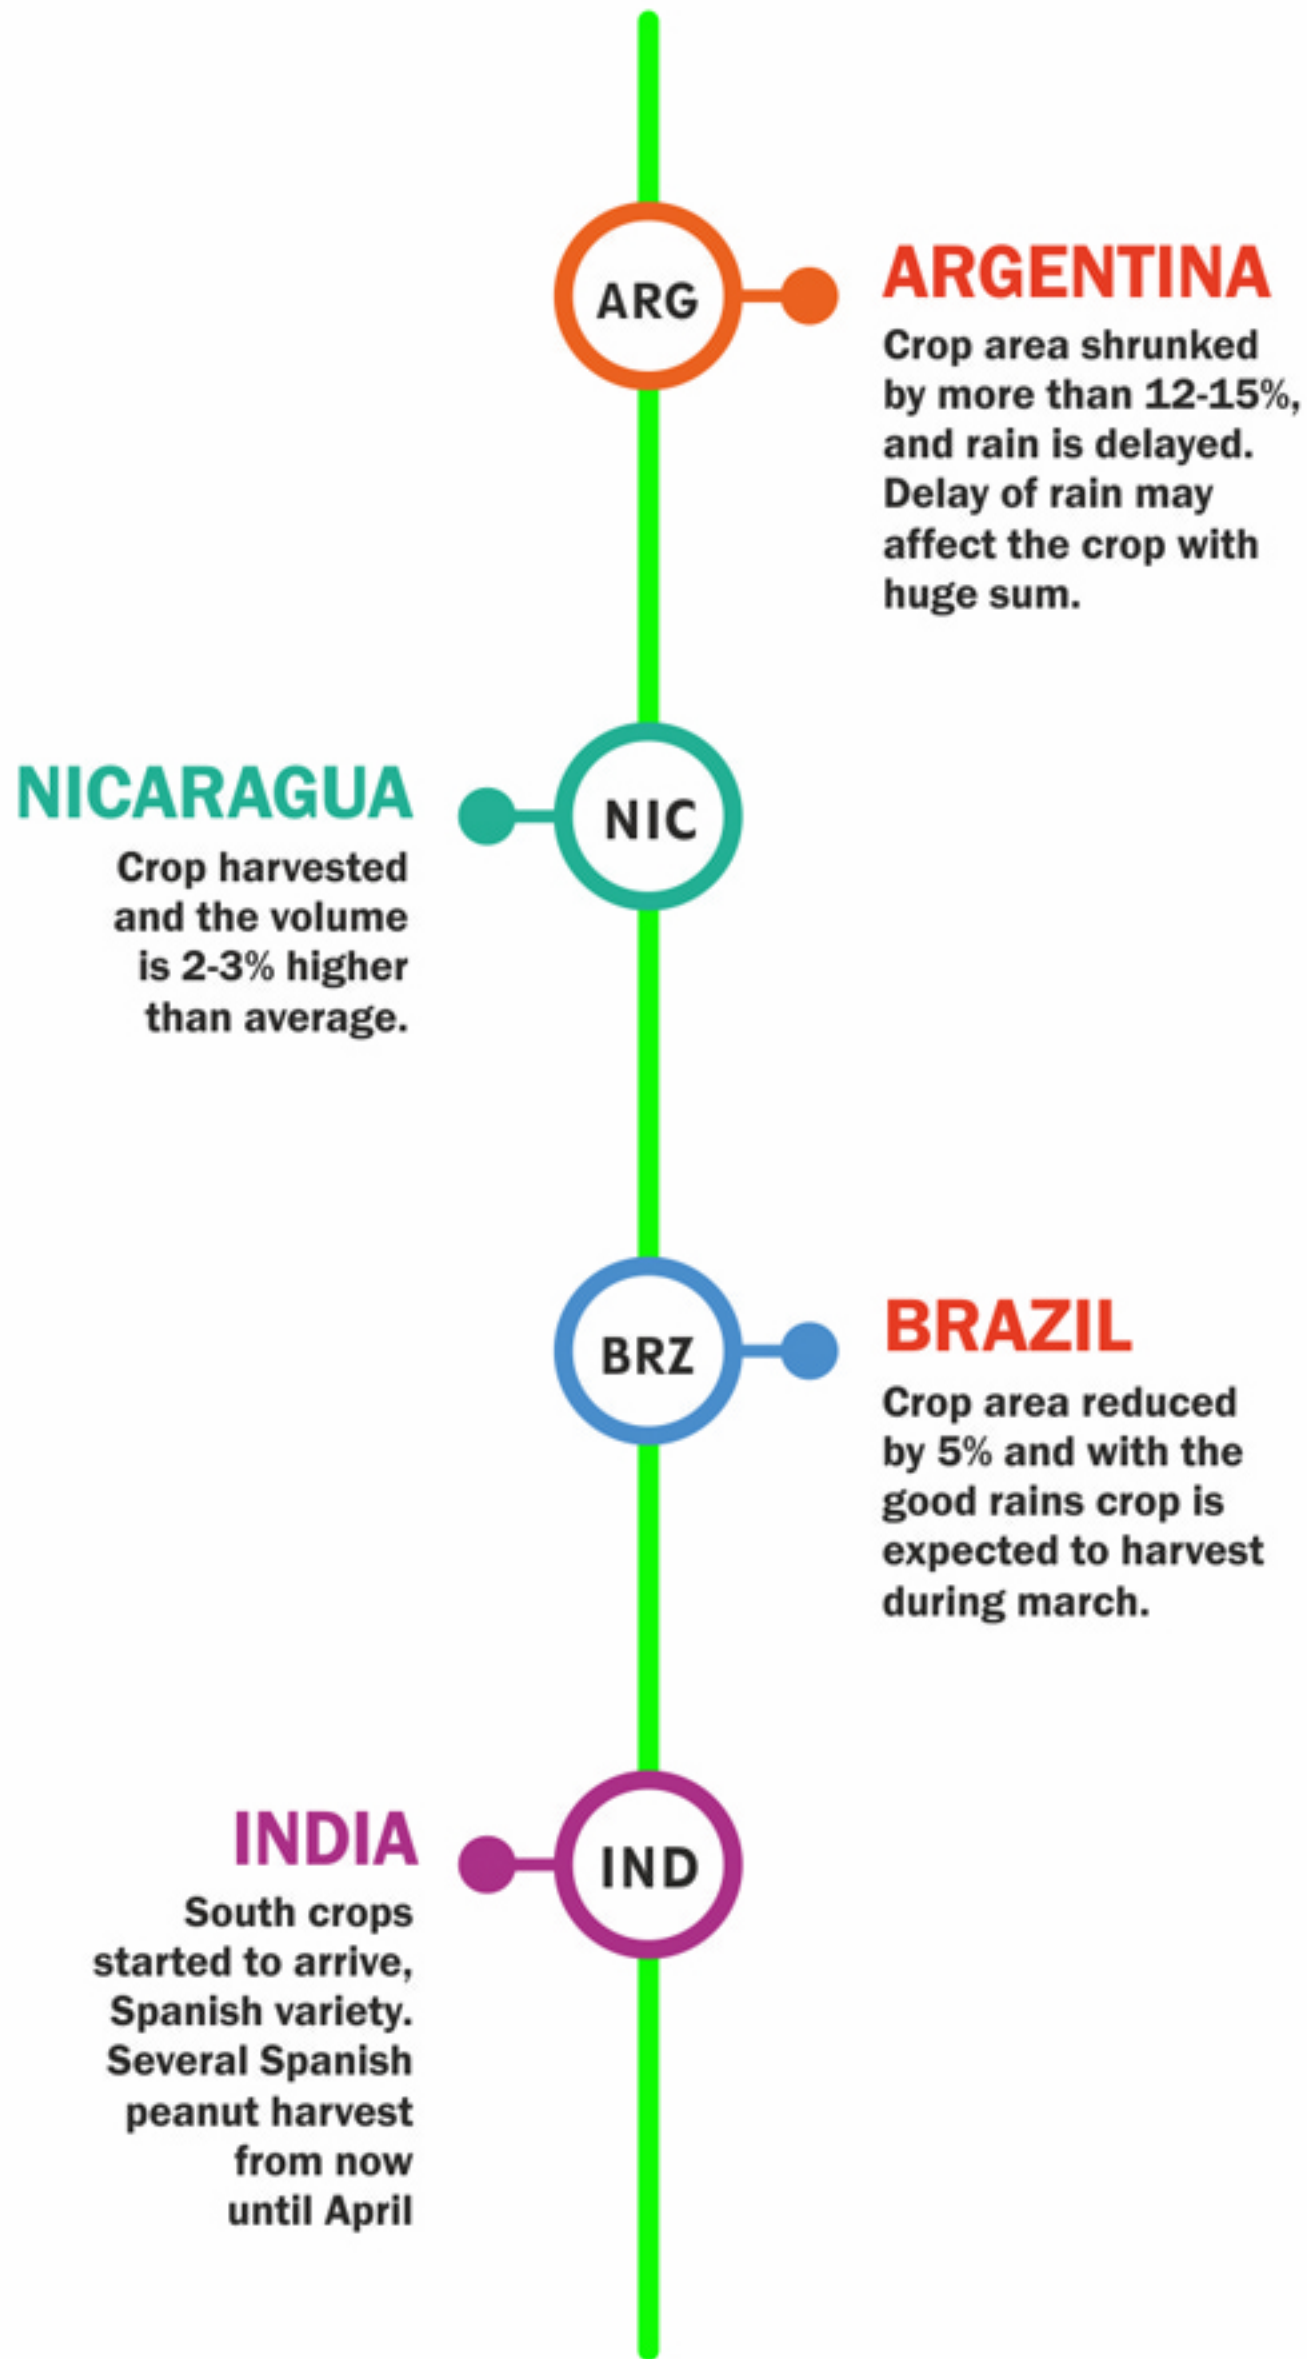 ARG
ARGENTINA
Crop area shrunked
by more than 12-15%,
and rain is delayed.
Delay of rain may
affect the crop with
huge sum.
NICARAGUA
NIC
Crop harvested
and the volume
is 2-3% higher
than average.
BRZ
BRAZIL
Crop area reduced
by 5% and with the
good rains crop is
expected to harvest
during march.
INDIA
IND
South crops
started to arrive,
Spanish variety.
Several Spanish
peanut harvest
from now
until April